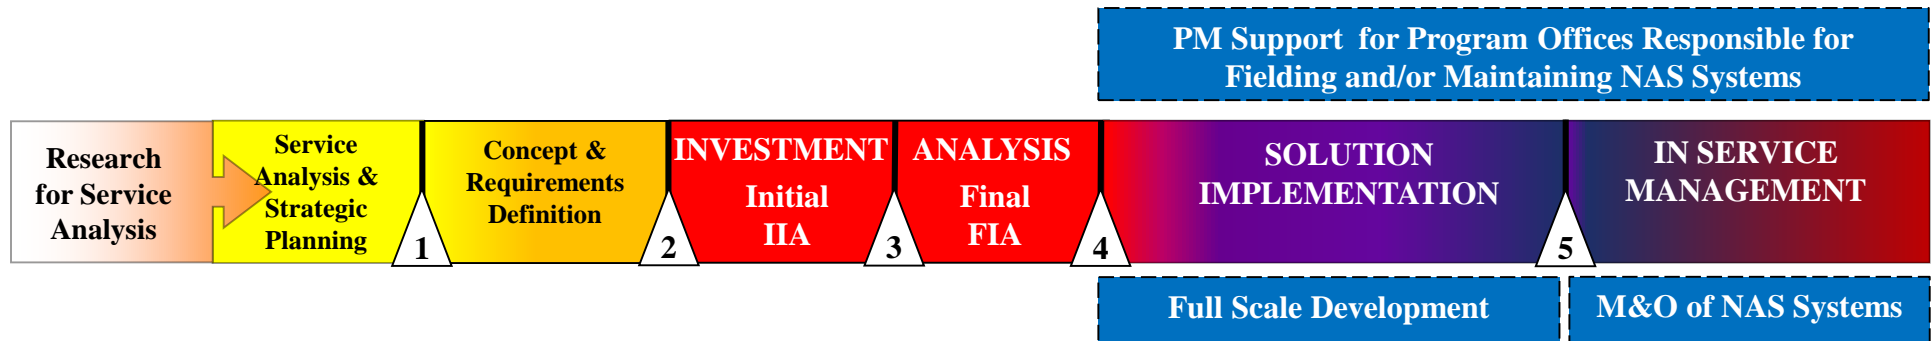 PM Support for Program Offices Responsible for
Fielding and/or Maintaining NAS Systems
Research
for Service
Analysis
Service
Analysis &
Strategic
Planning
1
Concept &
Requirements
Definition
2
INVESTMENT
Initial
IIA
3
ANALYSIS
Final
FIA
4
SOLUTION
IMPLEMENTATION
5
IN SERVICE
MANAGEMENT
Full Scale Development
M&O of NAS Systems